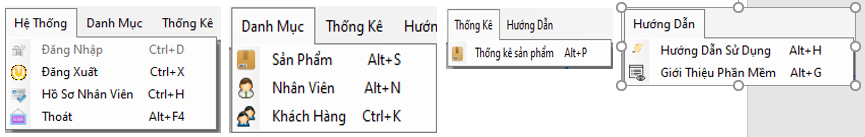 Hệ Thống Danh Mục Thống Kê
Đăng Nhập Ctrl+D
Đăng Xuất Ctrl+X
Hồ Sơ Nhân Viên Ctrl+H
Thoát Alt+F4
Danh Mục Thống Kê Hướn
Sản Phẩm Alt+S
Nhân Viên Alt+N
Khách Hàng Ctrl+K
Thống Kê Hướng Dẫn
Thống kê sản phẩm Alt+P
Hướng Dẫn
Hướng Dẫn Sử Dụng Alt+H
Giới Thiệu Phần Mềm Alt+G